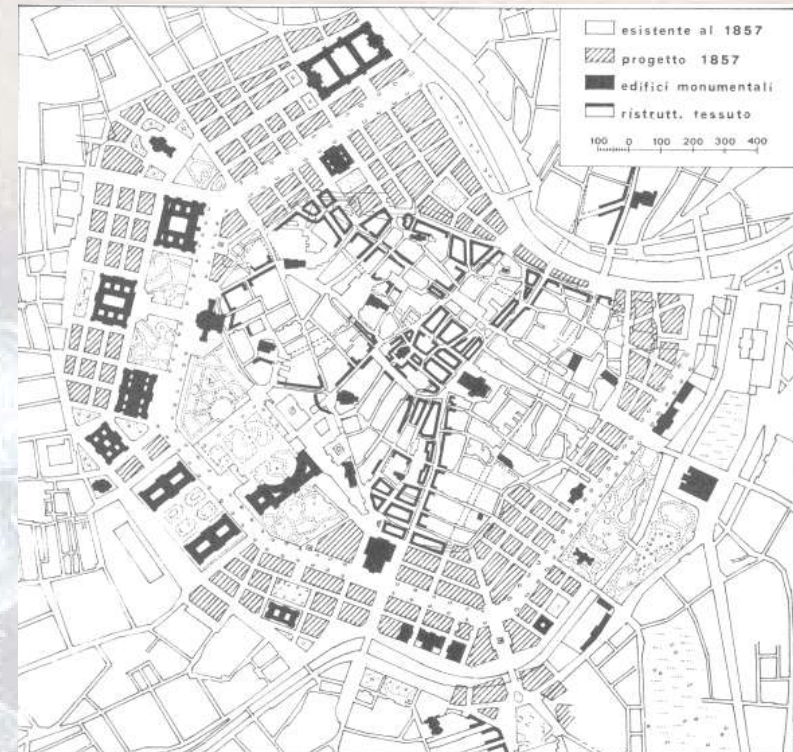 esistente al 1857
progetto 1857
edifici monumentali
ristrutt. tessuto
100 0 100 200 300 400